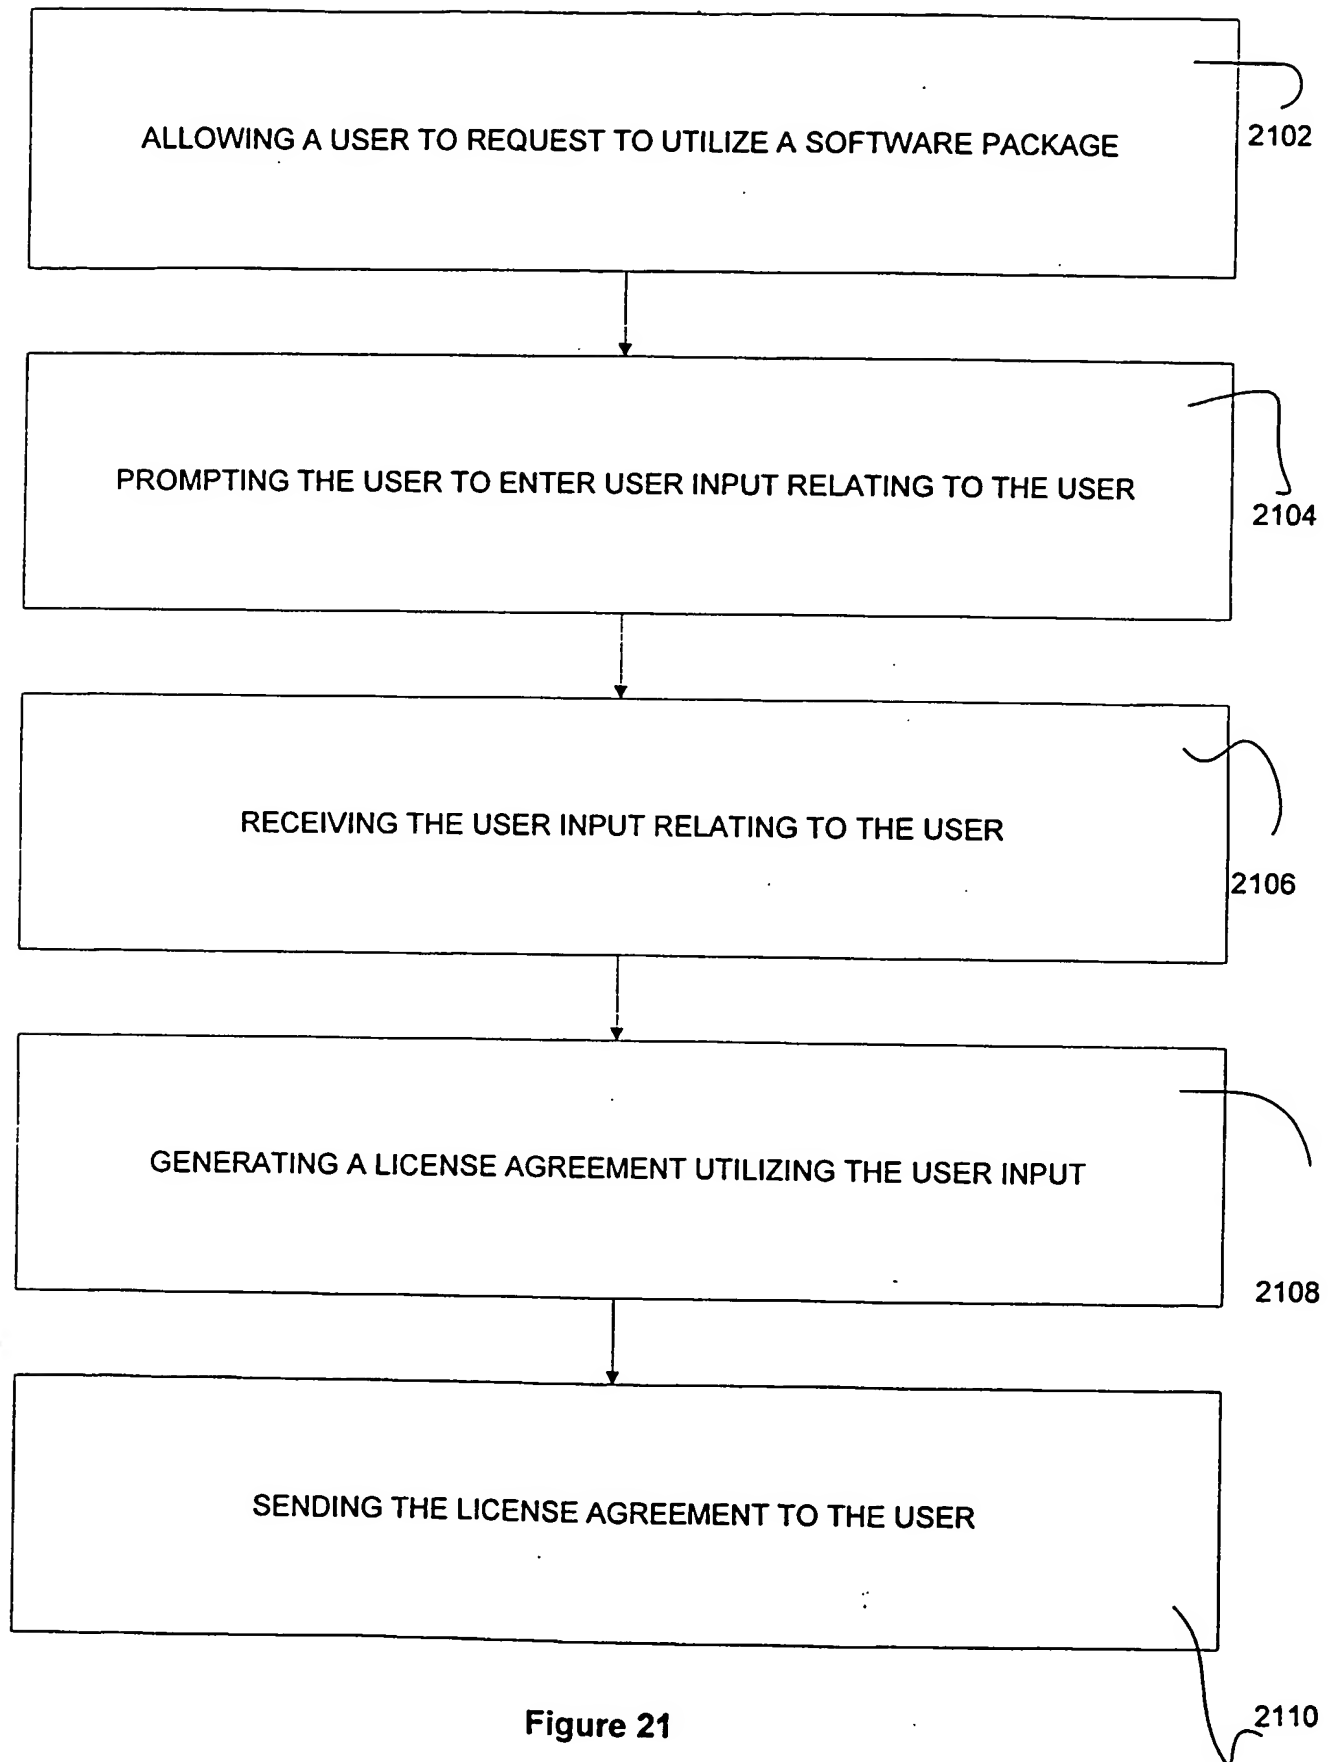 ALLOWING A USER TO REQUEST TO UTILIZE A SOFTWARE PACKAGE
2102
PROMPTING THE USER TO ENTER USER INPUT RELATING TO THE USER
2104
RECEIVING THE USER INPUT RELATING TO THE USER
2106
GENERATING A LICENSE AGREEMENT UTILIZING THE USER INPUT
2108
SENDING THE LICENSE AGREEMENT TO THE USER
2110
Figure 21